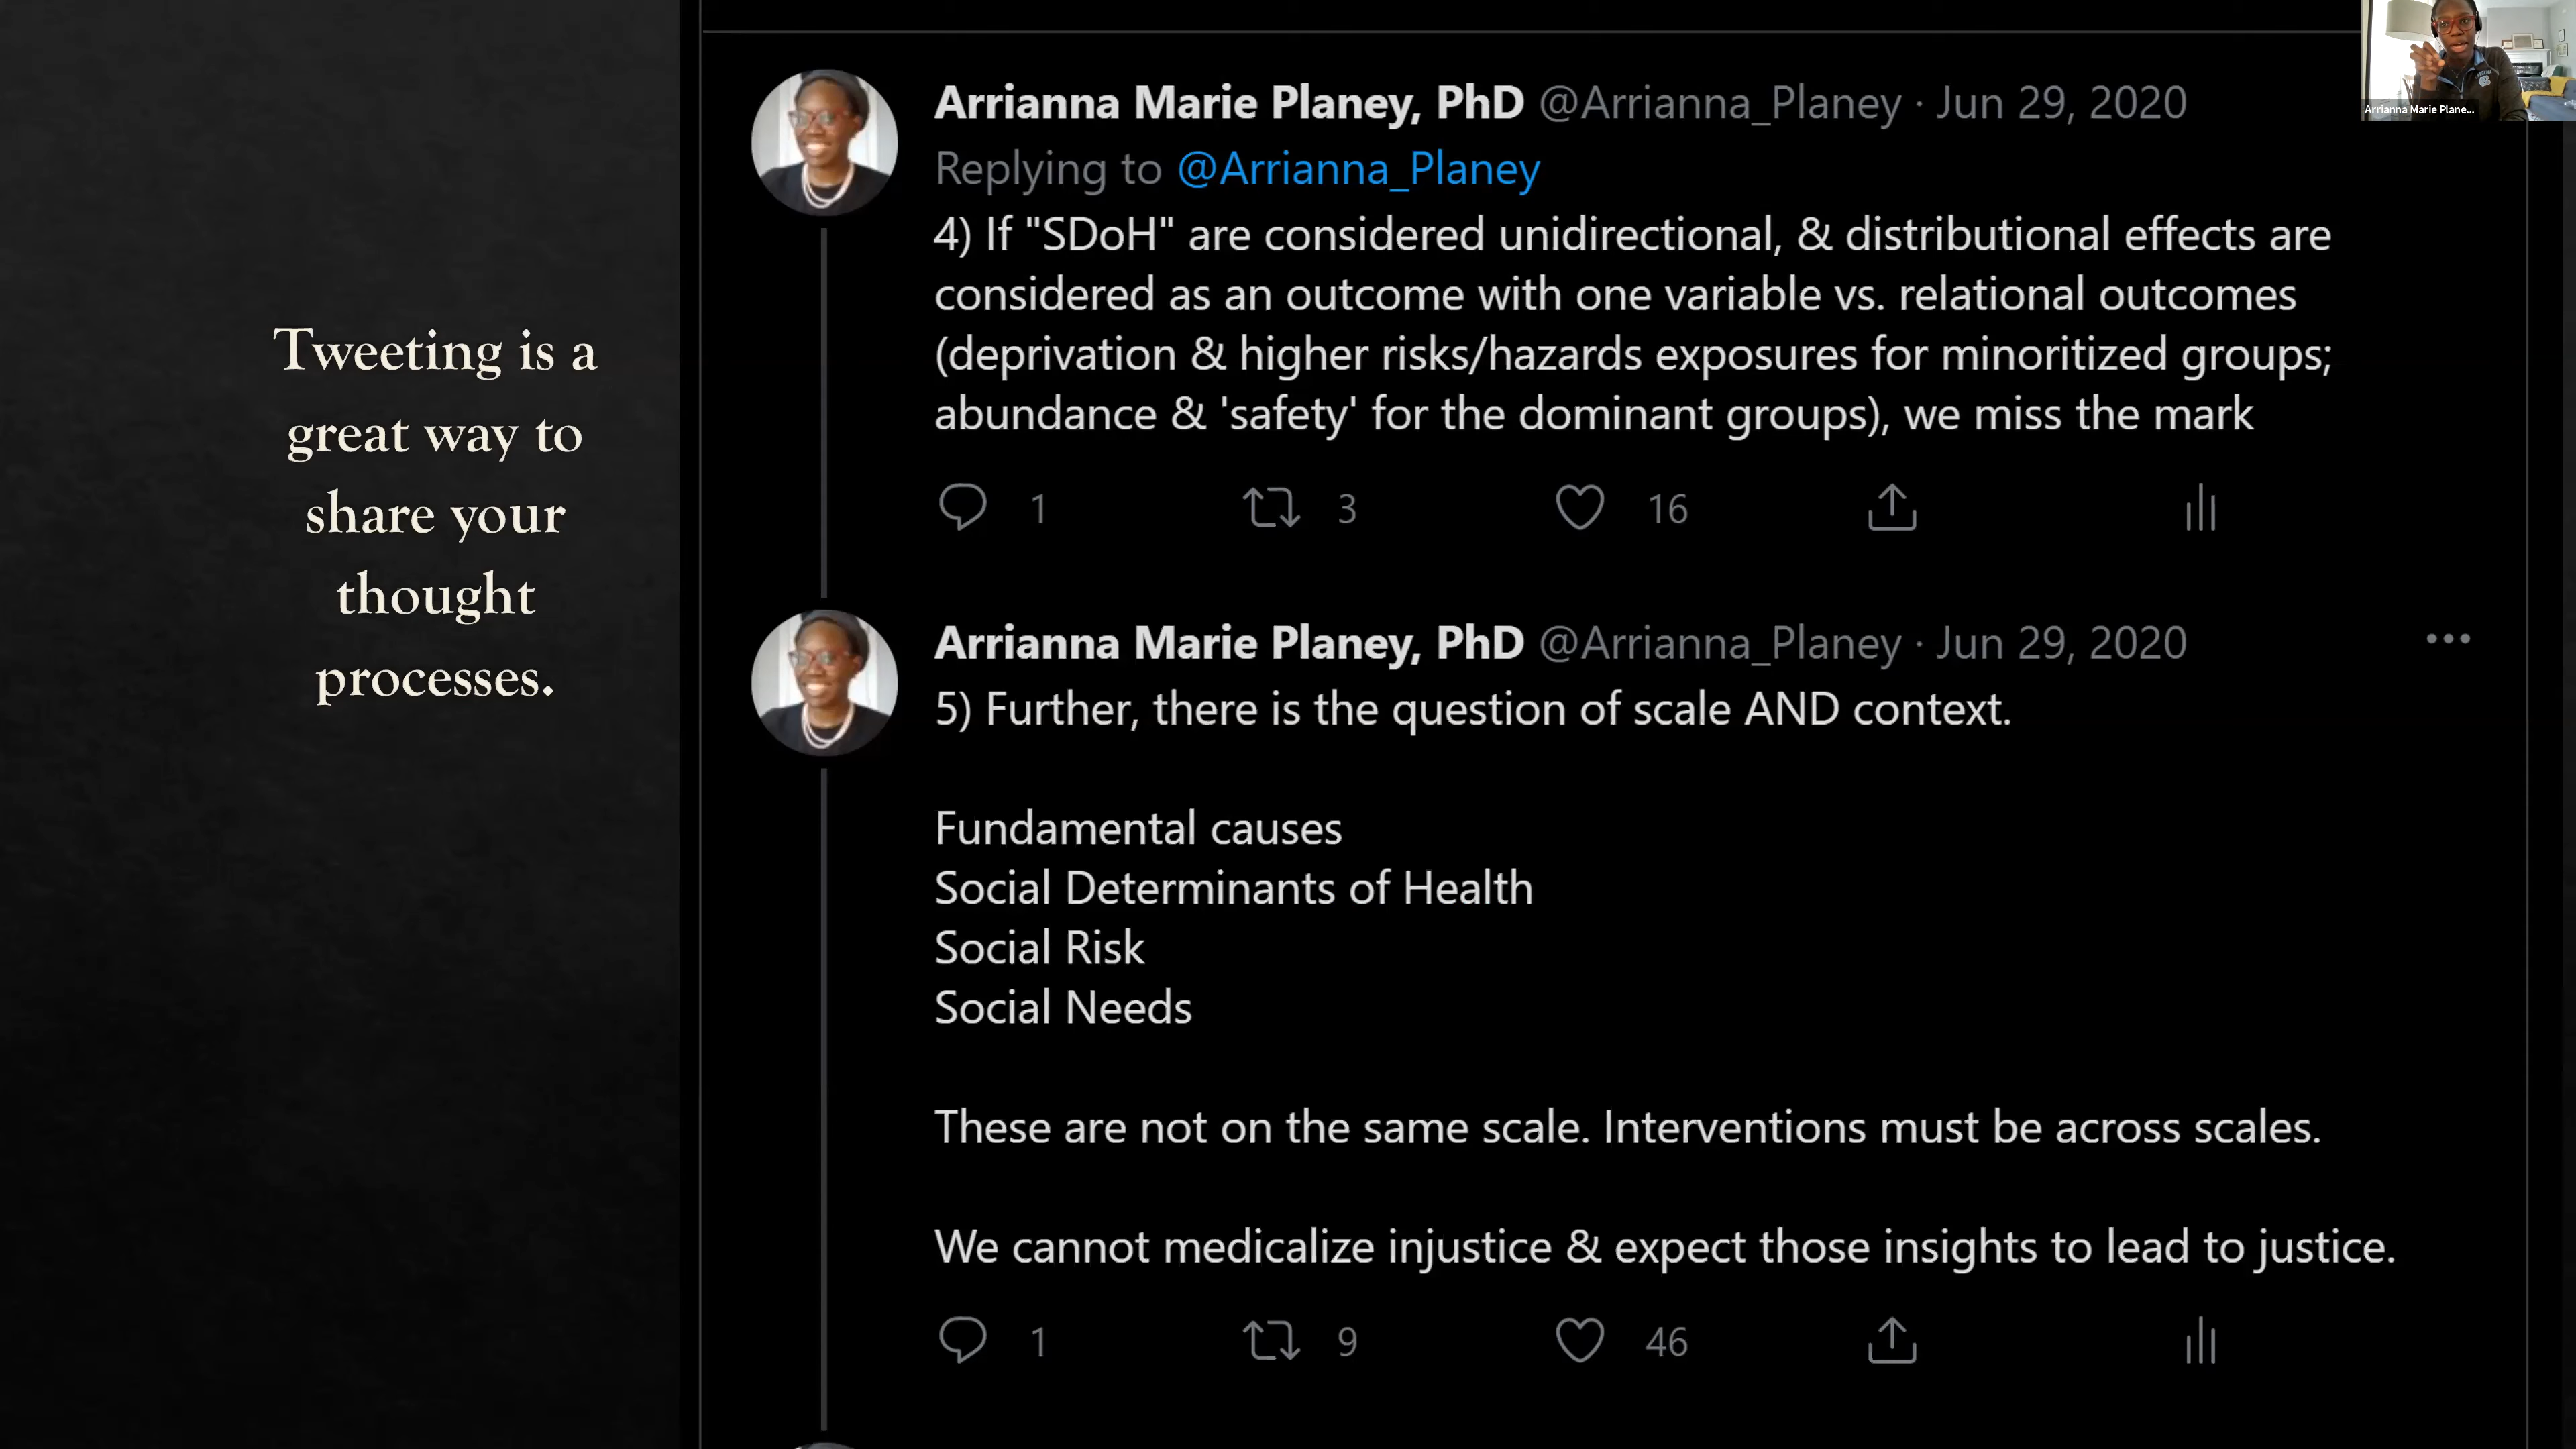 Tweeting is a
great way to
share your
thought
processes.
Arrianna Marie Planey, PhD @Arrianna_Planey · Jun 29, 2020
Replying to @Arrianna_Planey
4) If "SDoH" are considered unidirectional, & distributional effects are
considered as an outcome with one variable vs. relational outcomes
(deprivation & higher risks/hazards exposures for minoritized groups;
abundance & 'safety' for the dominant groups), we miss the mark
1 3 16
Arrianna Marie Planey, PhD @Arrianna_Planey · Jun 29, 2020
5) Further, there is the question of scale AND context.
Fundamental causes
Social Determinants of Health
Social Risk
Social Needs
These are not on the same scale. Interventions must be across scales.
We cannot medicalize injustice & expect those insights to lead to justice.
1 9 46
Arrianna Marie Plane...